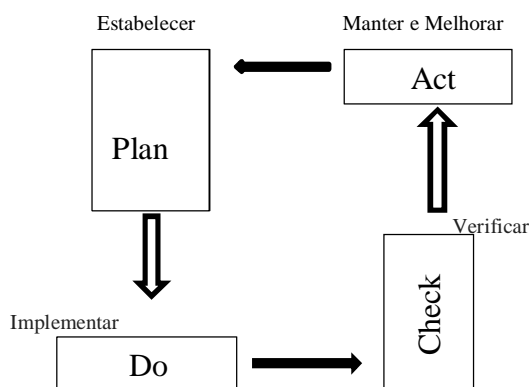 Estabelecer
Manter e Melhorar
Act
Plan
Verificar
Check
Implementar
Do